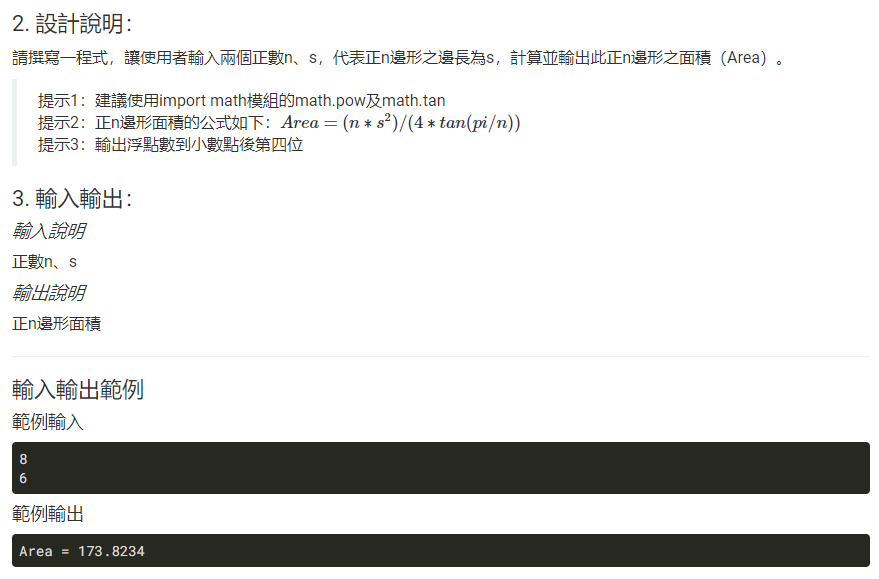 2. 設計說明：
請撰寫一程式，讓使用者輸入兩個正數n、s，代表正n邊形之邊長為s，計算並輸出此正n邊形之面積（Area）。
提示1：建議使用import math模組的math.pow及math.tan
提示2：正n邊形面積的公式如下：Area = (n * s²)/(4 * tan(pi/n))
提示3：輸出浮點數到小數點後第四位
3. 輸入輸出：
輸入說明
正數n、s
輸出說明
正n邊形面積
輸入輸出範例
範例輸入
8
6
範例輸出
Area = 173.8234